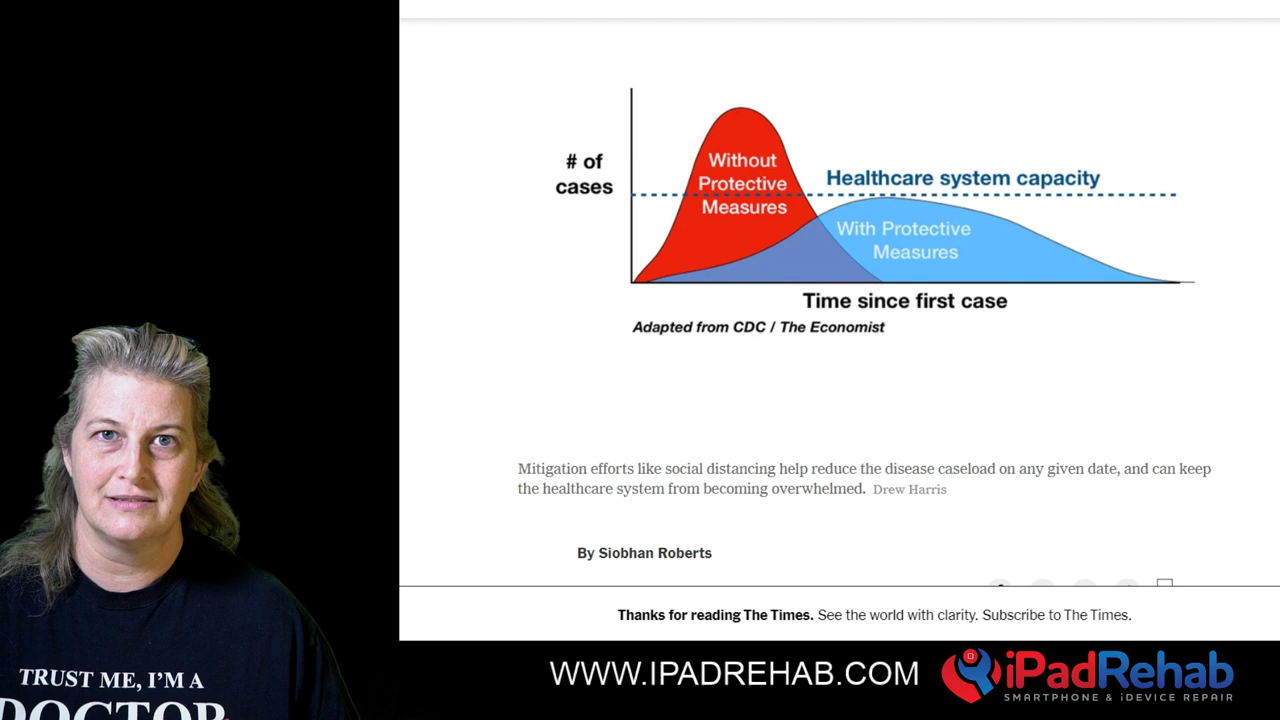 # of
cases
Without
Protective
Measures
Healthcare system capacity
With Protective
Measures
Time since first case
Adapted from CDC / The Economist
Mitigation efforts like social distancing help reduce the disease caseload on any given date, and can keep
the healthcare system from becoming overwhelmed. Drew Harris
By Siobhan Roberts
Thanks for reading The Times. See the world with clarity. Subscribe to The Times.
TRUST ME, I'M A
DOCTOR
WWW.IPADREHAB.COM
iPadRehab
SMARTPHONE & iDEVICE REPAIR